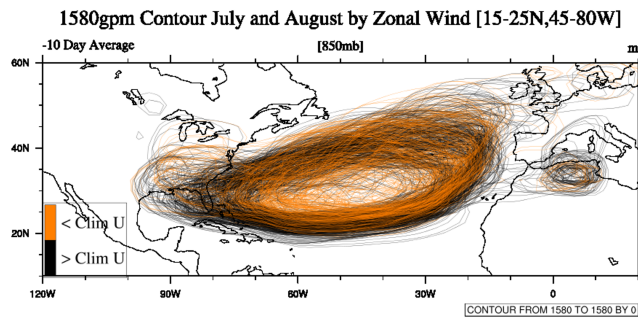 1580gpm Contour July and August by Zonal Wind [15-25N,45-80W]
-10 Day Average [850mb] m
60N
40N
20N
< Clim U
> Clim U
120W 90W 60W 30W 0
CONTOUR FROM 1580 TO 1580 BY 0